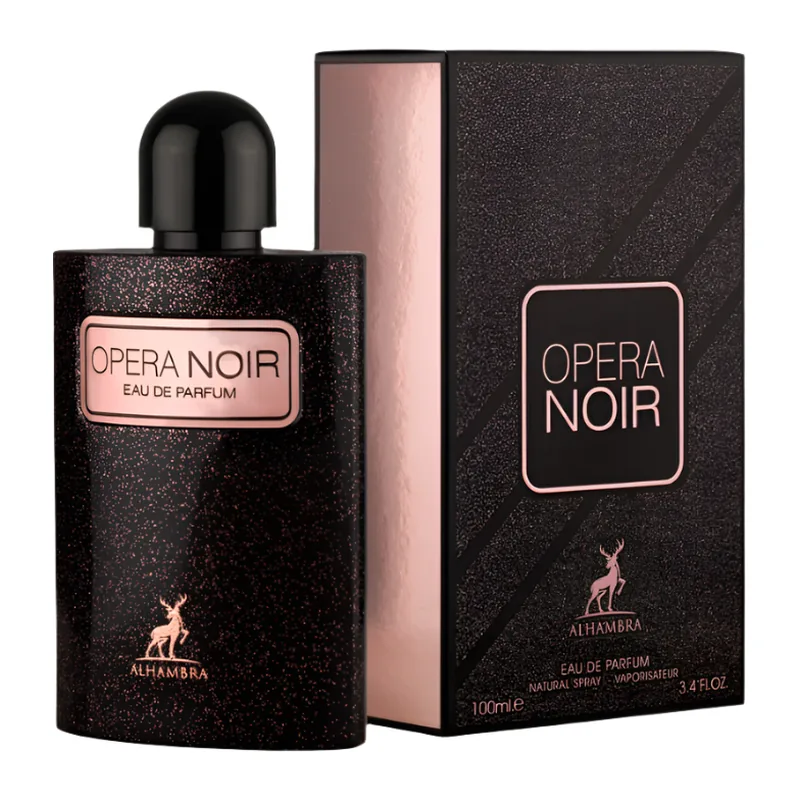 OPERA NOIR
EAU DE PARFUM
ALHAMBRA
OPERA
NOIR
ALHAMBRA
EAU DE PARFUM
NATURAL SPRAY - VAPORISATEUR
100ml.e 3.4 FL.OZ.